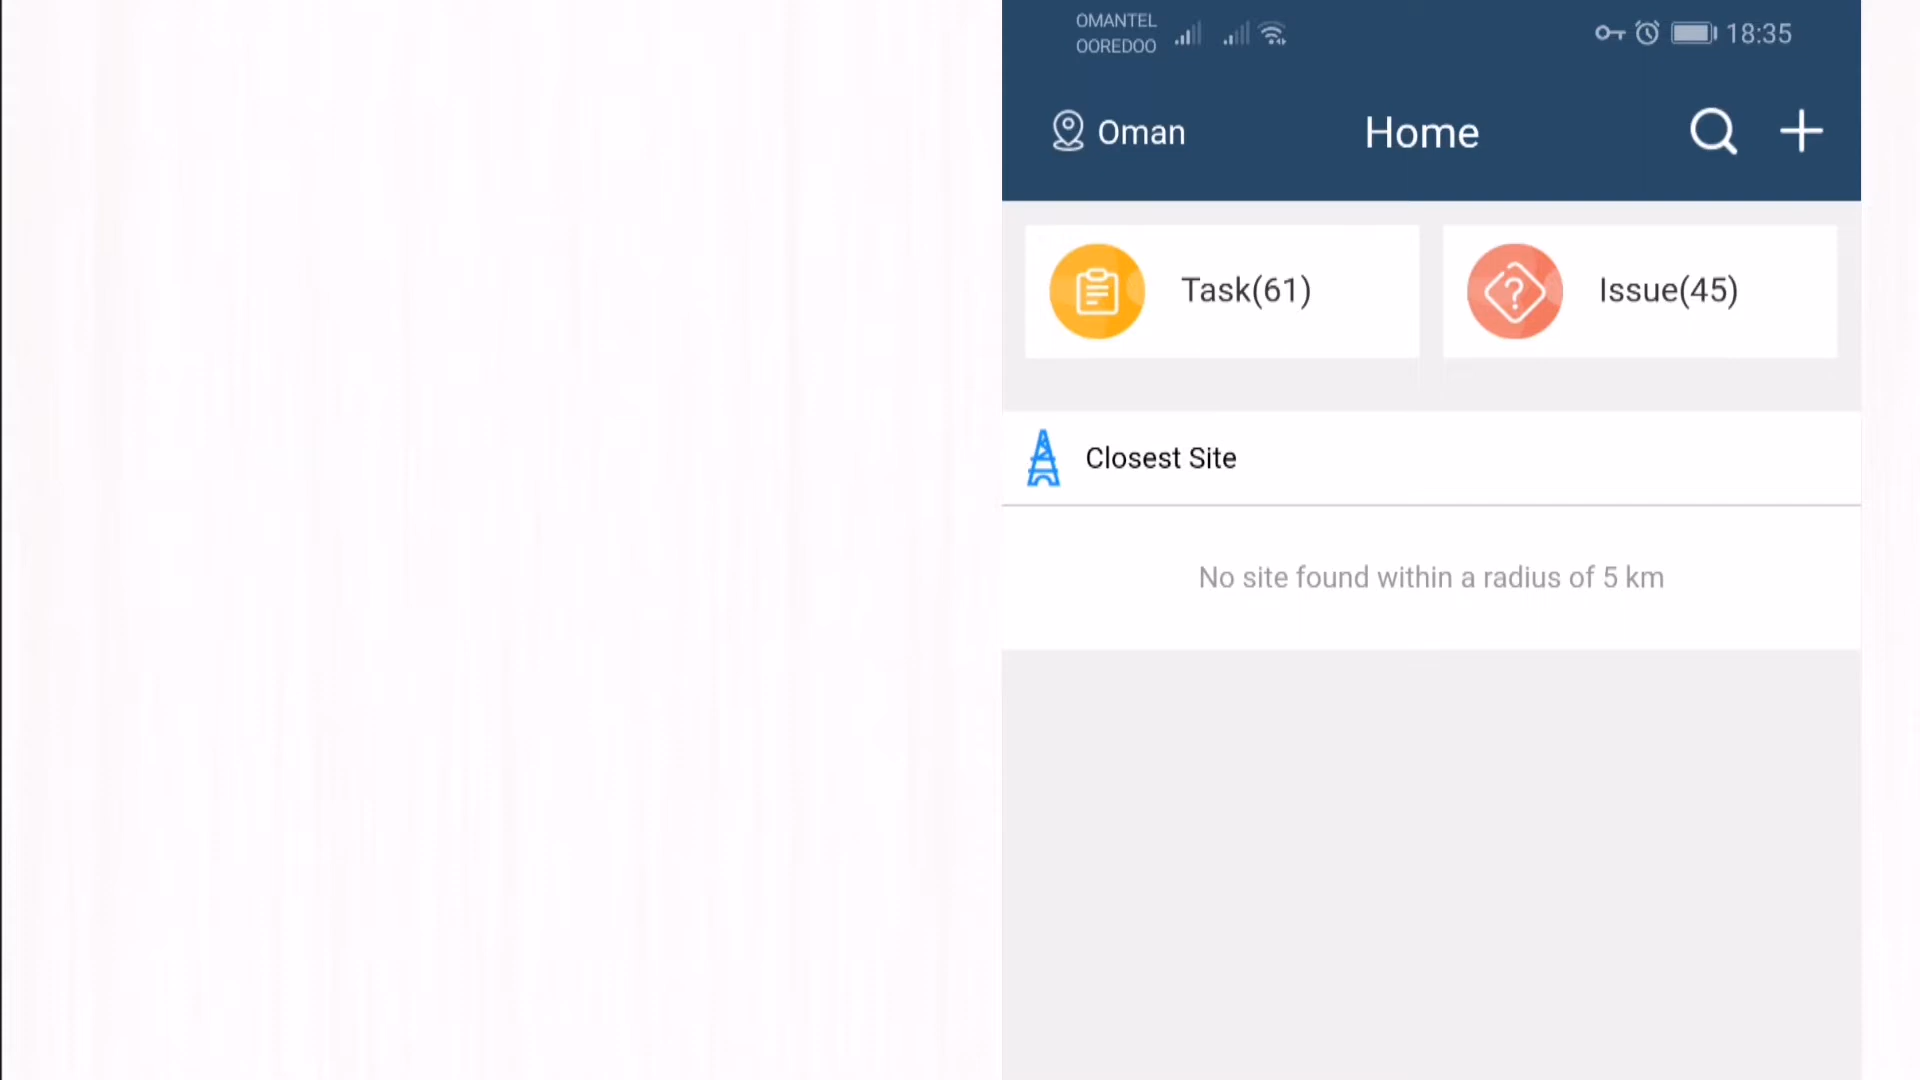 OMANTEL
OOREDOO
18:35
Oman
Home
Task(61)
Issue(45)
Closest Site
No site found within a radius of 5 km